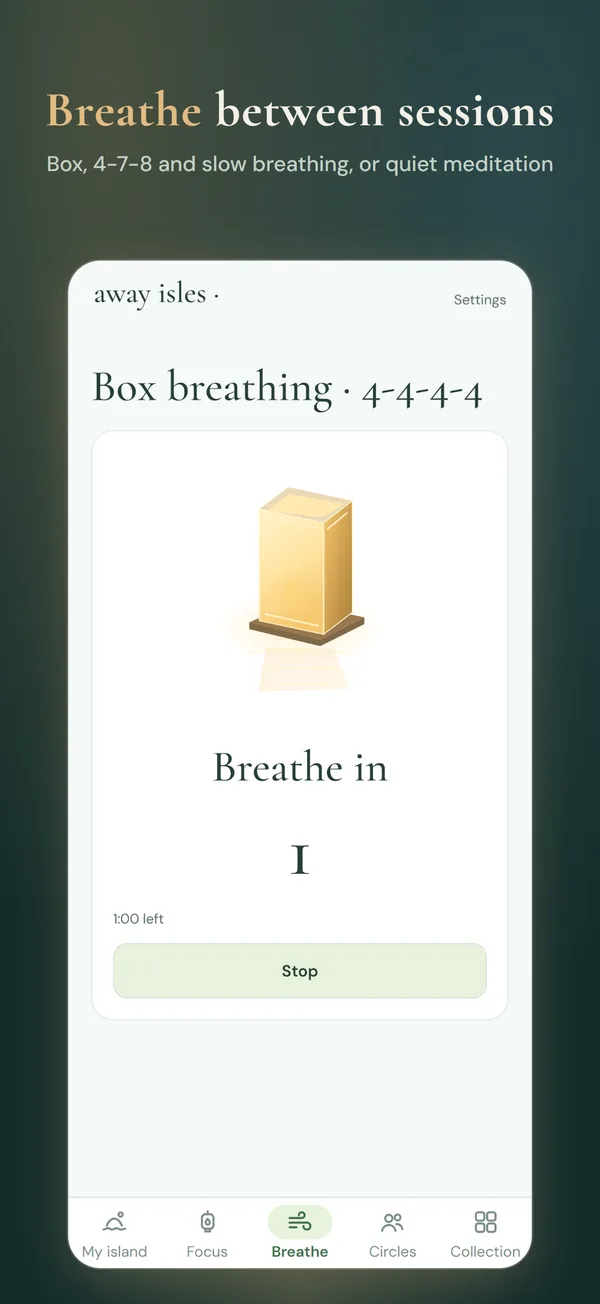 Breathe between sessions
Box, 4-7-8 and slow breathing, or quiet meditation
away isles ·
Settings
Box breathing · 4-4-4-4
Breathe in
1
1:00 left
Stop
My island
Focus
Breathe
Circles
Collection